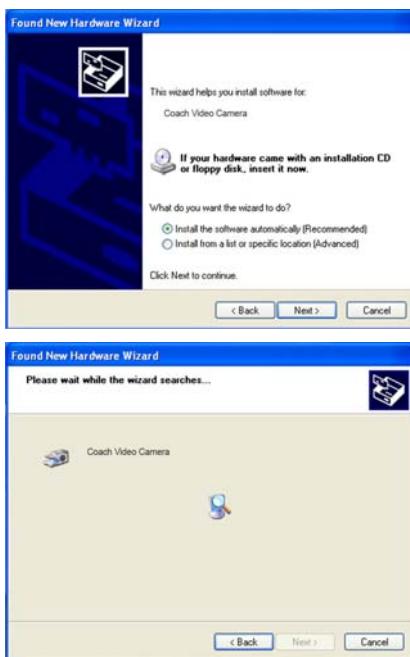 Found New Hardware Wizard
This wizard helps you install software for:
Coach Video Camera
If your hardware came with an installation CD
or floppy disk, insert it now.
What do you want the wizard to do?
Install the software automatically (Recommended)
Install from a list or specific location (Advanced)
Click Next to continue.
< Back Next > Cancel
Found New Hardware Wizard
Please wait while the wizard searches...
Coach Video Camera
< Back Next > Cancel